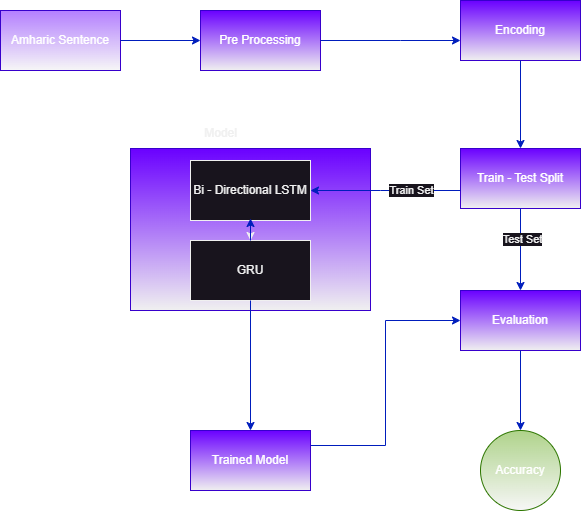 Amharic Sentence
Pre Processing
Encoding
Model
Bi - Directional LSTM
Train Set
Train - Test Split
Test Set
GRU
Evaluation
Trained Model
Accuracy